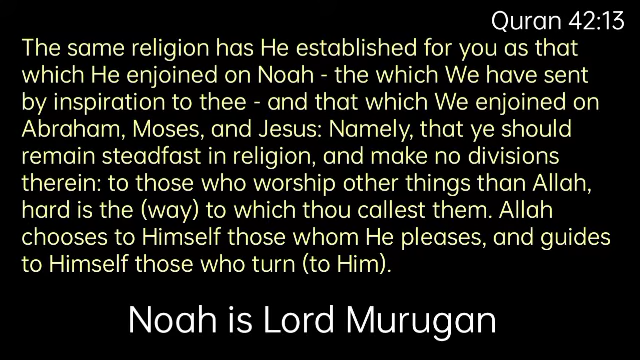 Quran 42:13
The same religion has He established for you as that
which He enjoined on Noah - the which We have sent
by inspiration to thee - and that which We enjoined on
Abraham, Moses, and Jesus: Namely, that ye should
remain steadfast in religion, and make no divisions
therein: to those who worship other things than Allah,
hard is the (way) to which thou callest them. Allah
chooses to Himself those whom He pleases, and guides
to Himself those who turn (to Him).
Noah is Lord Murugan